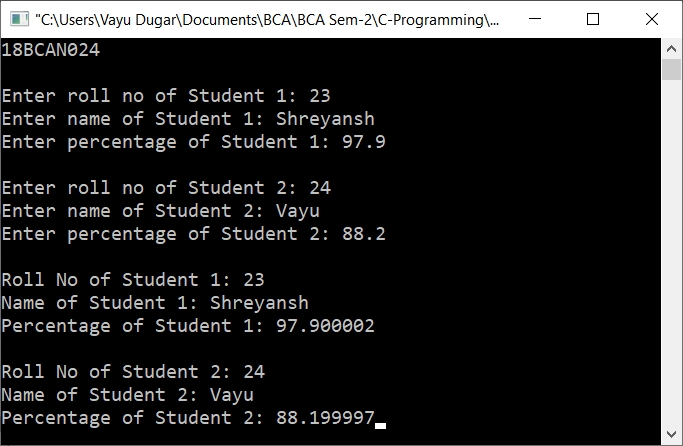 "C:\Users\Vayu Dugar\Documents\BCA\BCA Sem-2\C-Programming\...
18BCAN024
Enter roll no of Student 1: 23
Enter name of Student 1: Shreyansh
Enter percentage of Student 1: 97.9
Enter roll no of Student 2: 24
Enter name of Student 2: Vayu
Enter percentage of Student 2: 88.2
Roll No of Student 1: 23
Name of Student 1: Shreyansh
Percentage of Student 1: 97.900002
Roll No of Student 2: 24
Name of Student 2: Vayu
Percentage of Student 2: 88.199997